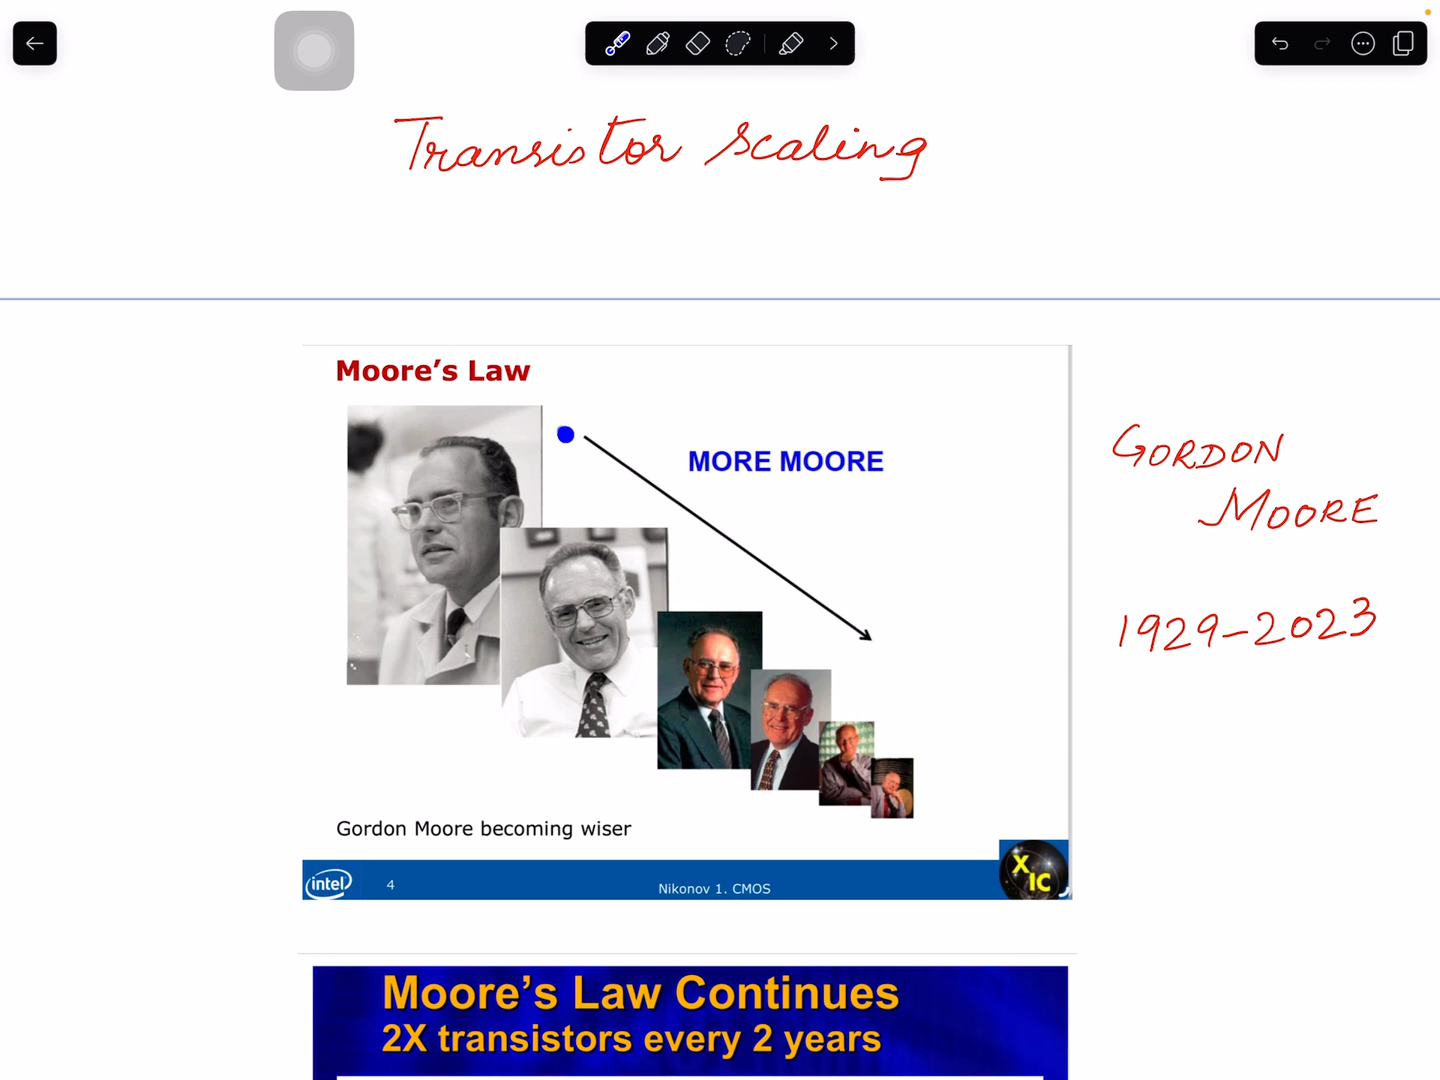 Transistor scaling
Moore's Law
MORE MOORE
GORDON
MOORE
1929-2023
Gordon Moore becoming wiser
intel
4
Nikonov 1. CMOS
X
IC
Moore's Law Continues
2X transistors every 2 years